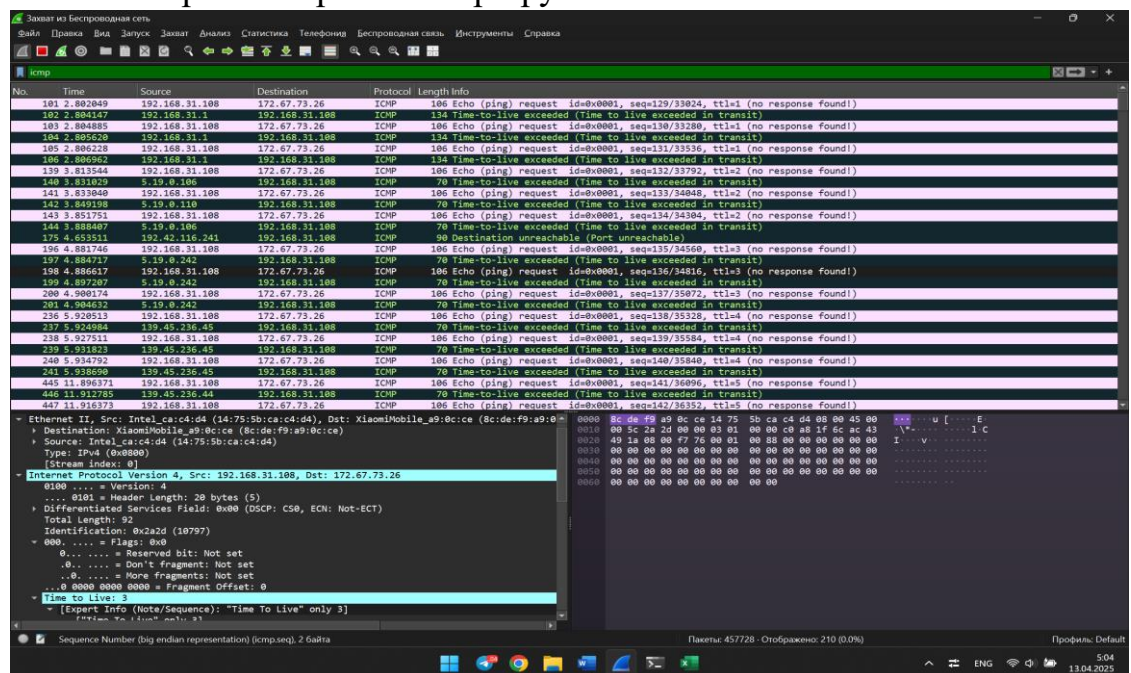 Захват из Беспроводная сеть
Файл Правка Вид Запуск Захват Анализ Статистика Телефония Беспроводная связь Инструменты Справка
icmp
No. Time Source Destination Protocol Length Info
101 2.802049 192.168.31.108 172.67.73.26 ICMP 106 Echo (ping) request id=0x0001, seq=129/33024, ttl=1 (no response found!)
102 2.804147 192.168.31.1 192.168.31.108 ICMP 134 Time-to-live exceeded (Time to live exceeded in transit)
103 2.804885 192.168.31.108 172.67.73.26 ICMP 106 Echo (ping) request id=0x0001, seq=130/33280, ttl=1 (no response found!)
104 2.805620 192.168.31.1 192.168.31.108 ICMP 134 Time-to-live exceeded (Time to live exceeded in transit)
105 2.806228 192.168.31.108 172.67.73.26 ICMP 106 Echo (ping) request id=0x0001, seq=131/33536, ttl=1 (no response found!)
106 2.806962 192.168.31.1 192.168.31.108 ICMP 134 Time-to-live exceeded (Time to live exceeded in transit)
139 3.813544 192.168.31.108 172.67.73.26 ICMP 106 Echo (ping) request id=0x0001, seq=132/33792, ttl=2 (no response found!)
140 3.831029 5.19.0.106 192.168.31.108 ICMP 70 Time-to-live exceeded (Time to live exceeded in transit)
141 3.833040 192.168.31.108 172.67.73.26 ICMP 106 Echo (ping) request id=0x0001, seq=133/34048, ttl=2 (no response found!)
142 3.849198 5.19.0.110 192.168.31.108 ICMP 70 Time-to-live exceeded (Time to live exceeded in transit)
143 3.851751 192.168.31.108 172.67.73.26 ICMP 106 Echo (ping) request id=0x0001, seq=134/34304, ttl=2 (no response found!)
144 3.888407 5.19.0.106 192.168.31.108 ICMP 70 Time-to-live exceeded (Time to live exceeded in transit)
175 4.653511 192.42.116.241 192.168.31.108 ICMP 90 Destination unreachable (Port unreachable)
196 4.881746 192.168.31.108 172.67.73.26 ICMP 106 Echo (ping) request id=0x0001, seq=135/34560, ttl=3 (no response found!)
197 4.884717 5.19.0.242 192.168.31.108 ICMP 70 Time-to-live exceeded (Time to live exceeded in transit)
198 4.886617 192.168.31.108 172.67.73.26 ICMP 106 Echo (ping) request id=0x0001, seq=136/34816, ttl=3 (no response found!)
199 4.897207 5.19.0.242 192.168.31.108 ICMP 70 Time-to-live exceeded (Time to live exceeded in transit)
200 4.900174 192.168.31.108 172.67.73.26 ICMP 106 Echo (ping) request id=0x0001, seq=137/35072, ttl=3 (no response found!)
201 4.904632 5.19.0.242 192.168.31.108 ICMP 70 Time-to-live exceeded (Time to live exceeded in transit)
236 5.920513 192.168.31.108 172.67.73.26 ICMP 106 Echo (ping) request id=0x0001, seq=138/35328, ttl=4 (no response found!)
237 5.924984 139.45.236.45 192.168.31.108 ICMP 70 Time-to-live exceeded (Time to live exceeded in transit)
238 5.927511 192.168.31.108 172.67.73.26 ICMP 106 Echo (ping) request id=0x0001, seq=139/35584, ttl=4 (no response found!)
239 5.931823 139.45.236.45 192.168.31.108 ICMP 70 Time-to-live exceeded (Time to live exceeded in transit)
240 5.934792 192.168.31.108 172.67.73.26 ICMP 106 Echo (ping) request id=0x0001, seq=140/35840, ttl=4 (no response found!)
241 5.938690 139.45.236.45 192.168.31.108 ICMP 70 Time-to-live exceeded (Time to live exceeded in transit)
445 11.896371 192.168.31.108 172.67.73.26 ICMP 106 Echo (ping) request id=0x0001, seq=141/36096, ttl=5 (no response found!)
446 11.912785 139.45.236.44 192.168.31.108 ICMP 70 Time-to-live exceeded (Time to live exceeded in transit)
447 11.916373 192.168.31.108 172.67.73.26 ICMP 106 Echo (ping) request id=0x0001, seq=142/36352, ttl=5 (no response found!)
Ethernet II, Src: Intel_ca:c4:d4 (14:75:5b:ca:c4:d4), Dst: XiaomiMobile_a9:0c:ce (8c:de:f9:a9:0
Destination: XiaomiMobile_a9:0c:ce (8c:de:f9:a9:0c:ce)
Source: Intel_ca:c4:d4 (14:75:5b:ca:c4:d4)
Type: IPv4 (0x0800)
[Stream index: 0]
Internet Protocol Version 4, Src: 192.168.31.108, Dst: 172.67.73.26
0100 .... = Version: 4
.... 0101 = Header Length: 20 bytes (5)
Differentiated Services Field: 0x00 (DSCP: CS0, ECN: Not-ECT)
Total Length: 92
Identification: 0x2a2d (10797)
000. .... = Flags: 0x0
0... .... = Reserved bit: Not set
.0.. .... = Don't fragment: Not set
..0. .... = More fragments: Not set
...0 0000 0000 0000 = Fragment Offset: 0
Time to Live: 3
[Expert Info (Note/Sequence): "Time To Live" only 3]
["Time To Live" only 3]
0000 8c de f9 a9 0c ce 14 75 5b ca c4 d4 08 00 45 00 ·······u [·····E·
0010 00 5c 2a 2d 00 00 03 01 00 00 c0 a8 1f 6c ac 43 ·\*-···· ·····l·C
0020 49 1a 08 00 f7 76 00 01 00 88 00 00 00 00 00 00 I····v·· ········
0030 00 00 00 00 00 00 00 00 00 00 00 00 00 00 00 00
0040 00 00 00 00 00 00 00 00 00 00 00 00 00 00 00 00
0050 00 00 00 00 00 00 00 00 00 00 00 00 00 00 00 00
0060 00 00 00 00 00 00 00 00 00 00
Sequence Number (big endian representation) (icmp.seq), 2 байта
Пакеты: 457728 · Отображено: 210 (0.0%)
Профиль: Default
ENG
5:04
13.04.2025